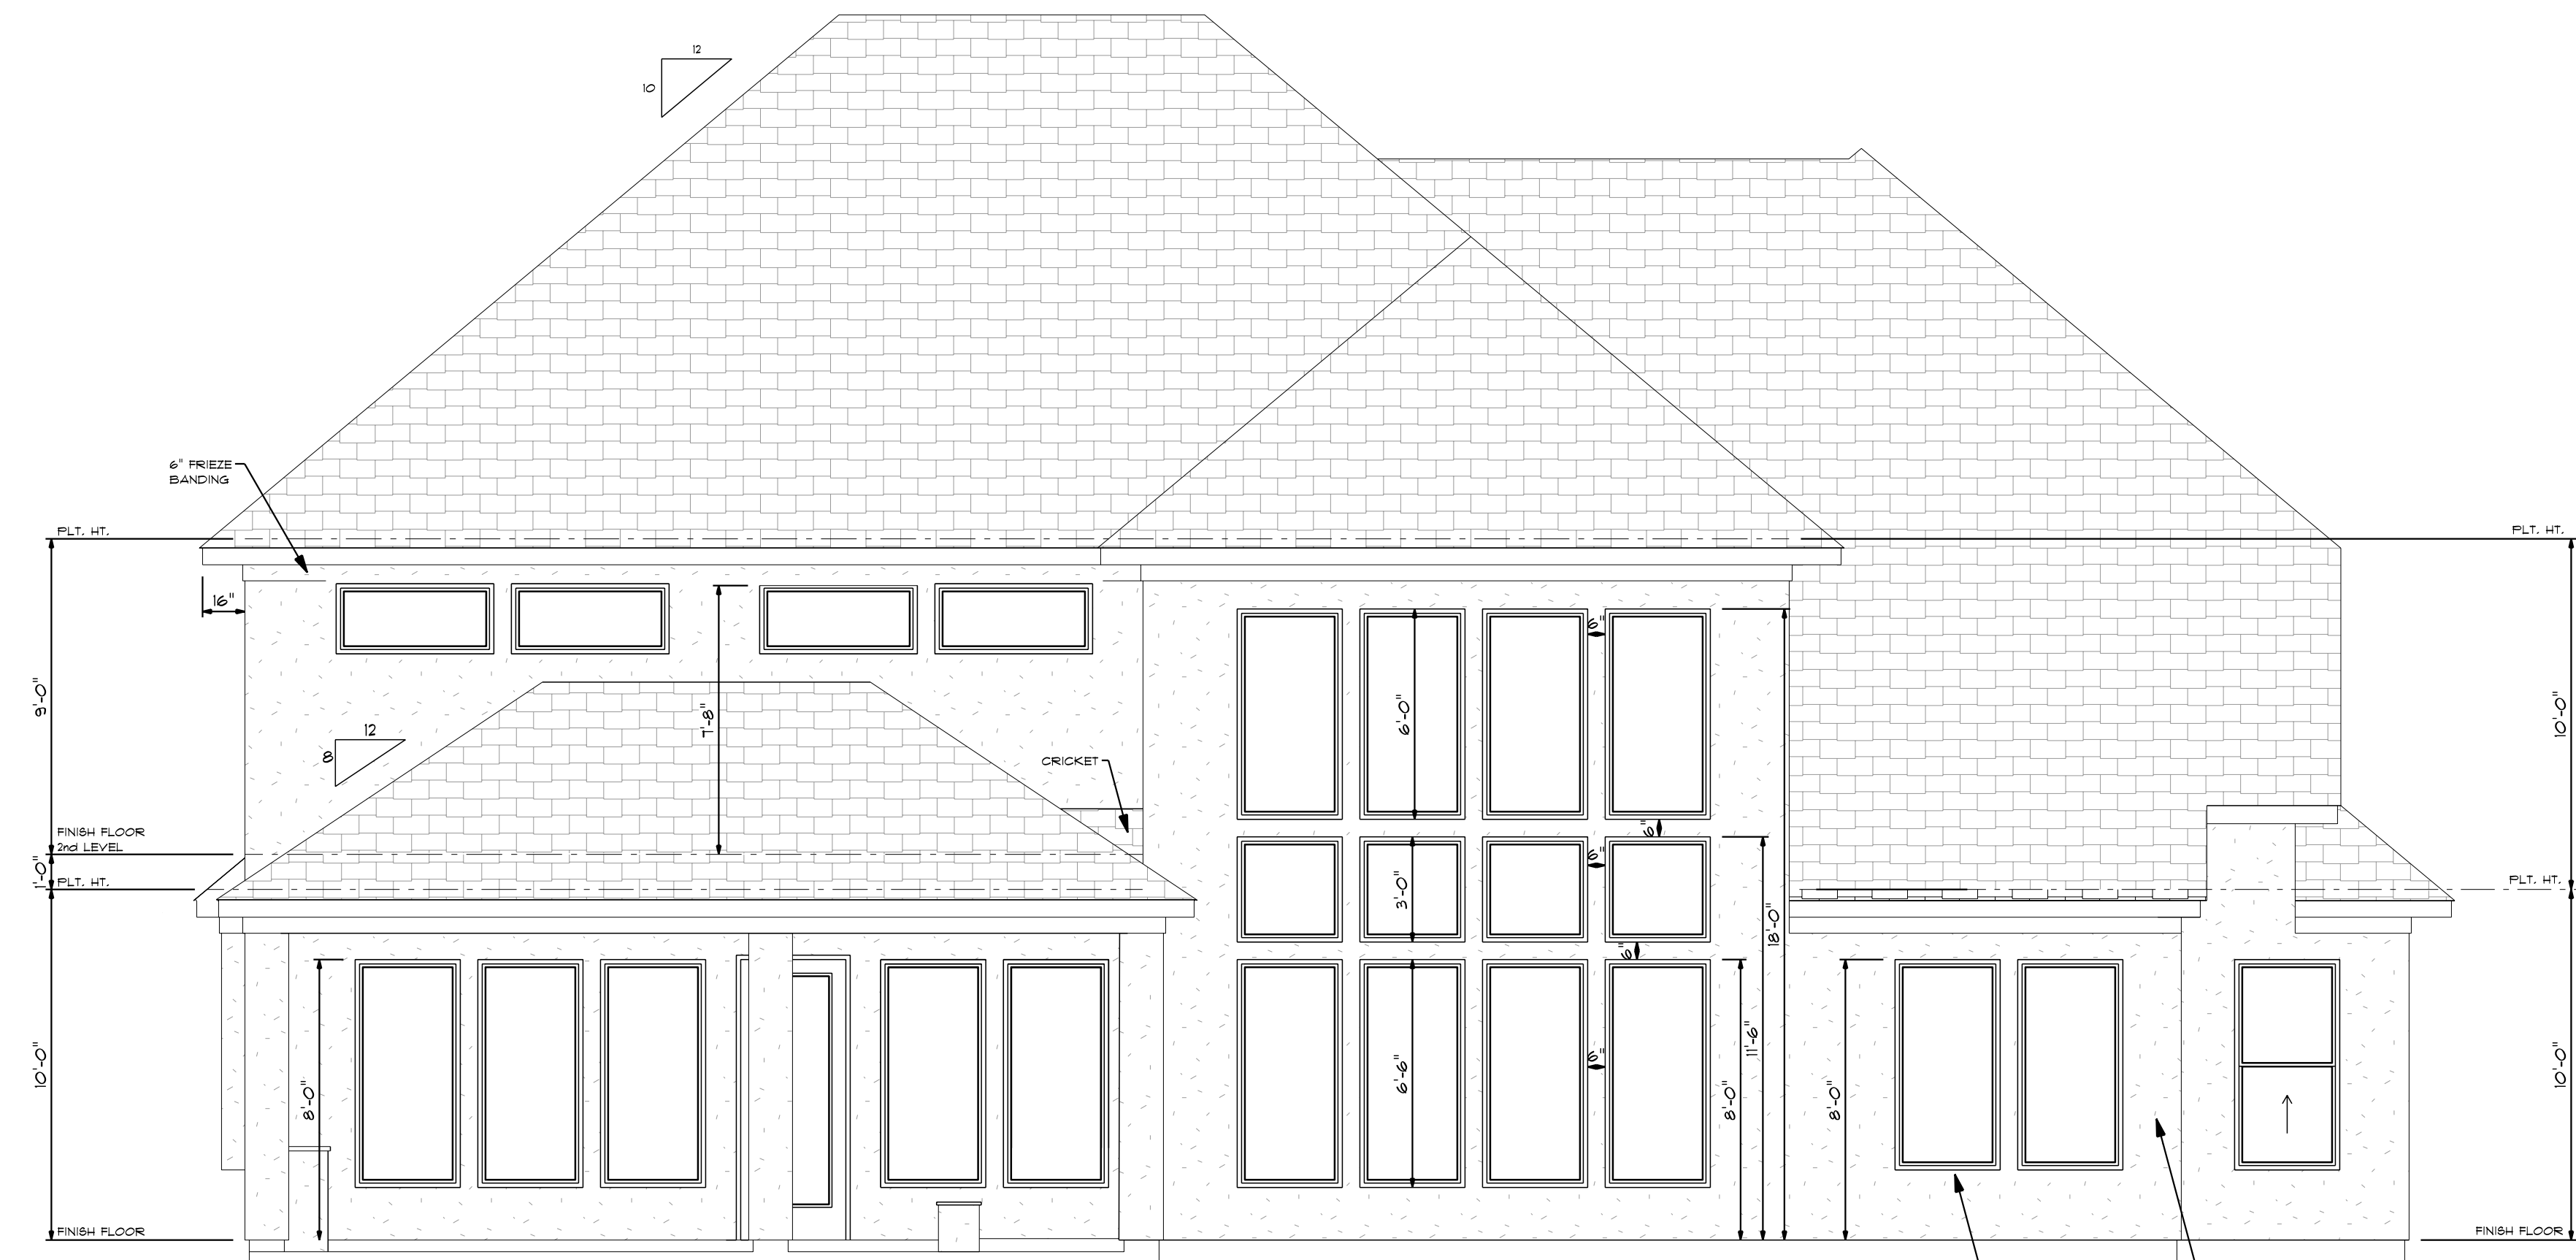 12
10
6" FRIEZE
BANDING
PLT. HT.
PLT. HT.
16"
6"
9'-0"
7'-8"
6'-0"
10'-0"
12
8
CRICKET
FINISH FLOOR
2nd LEVEL
6"
6"
1'-0"
PLT. HT.
3'-0"
PLT. HT.
18'-0"
6"
10'-0"
8'-0"
6'-6"
6"
11'-6"
8'-0"
8'-0"
10'-0"
FINISH FLOOR
FINISH FLOOR